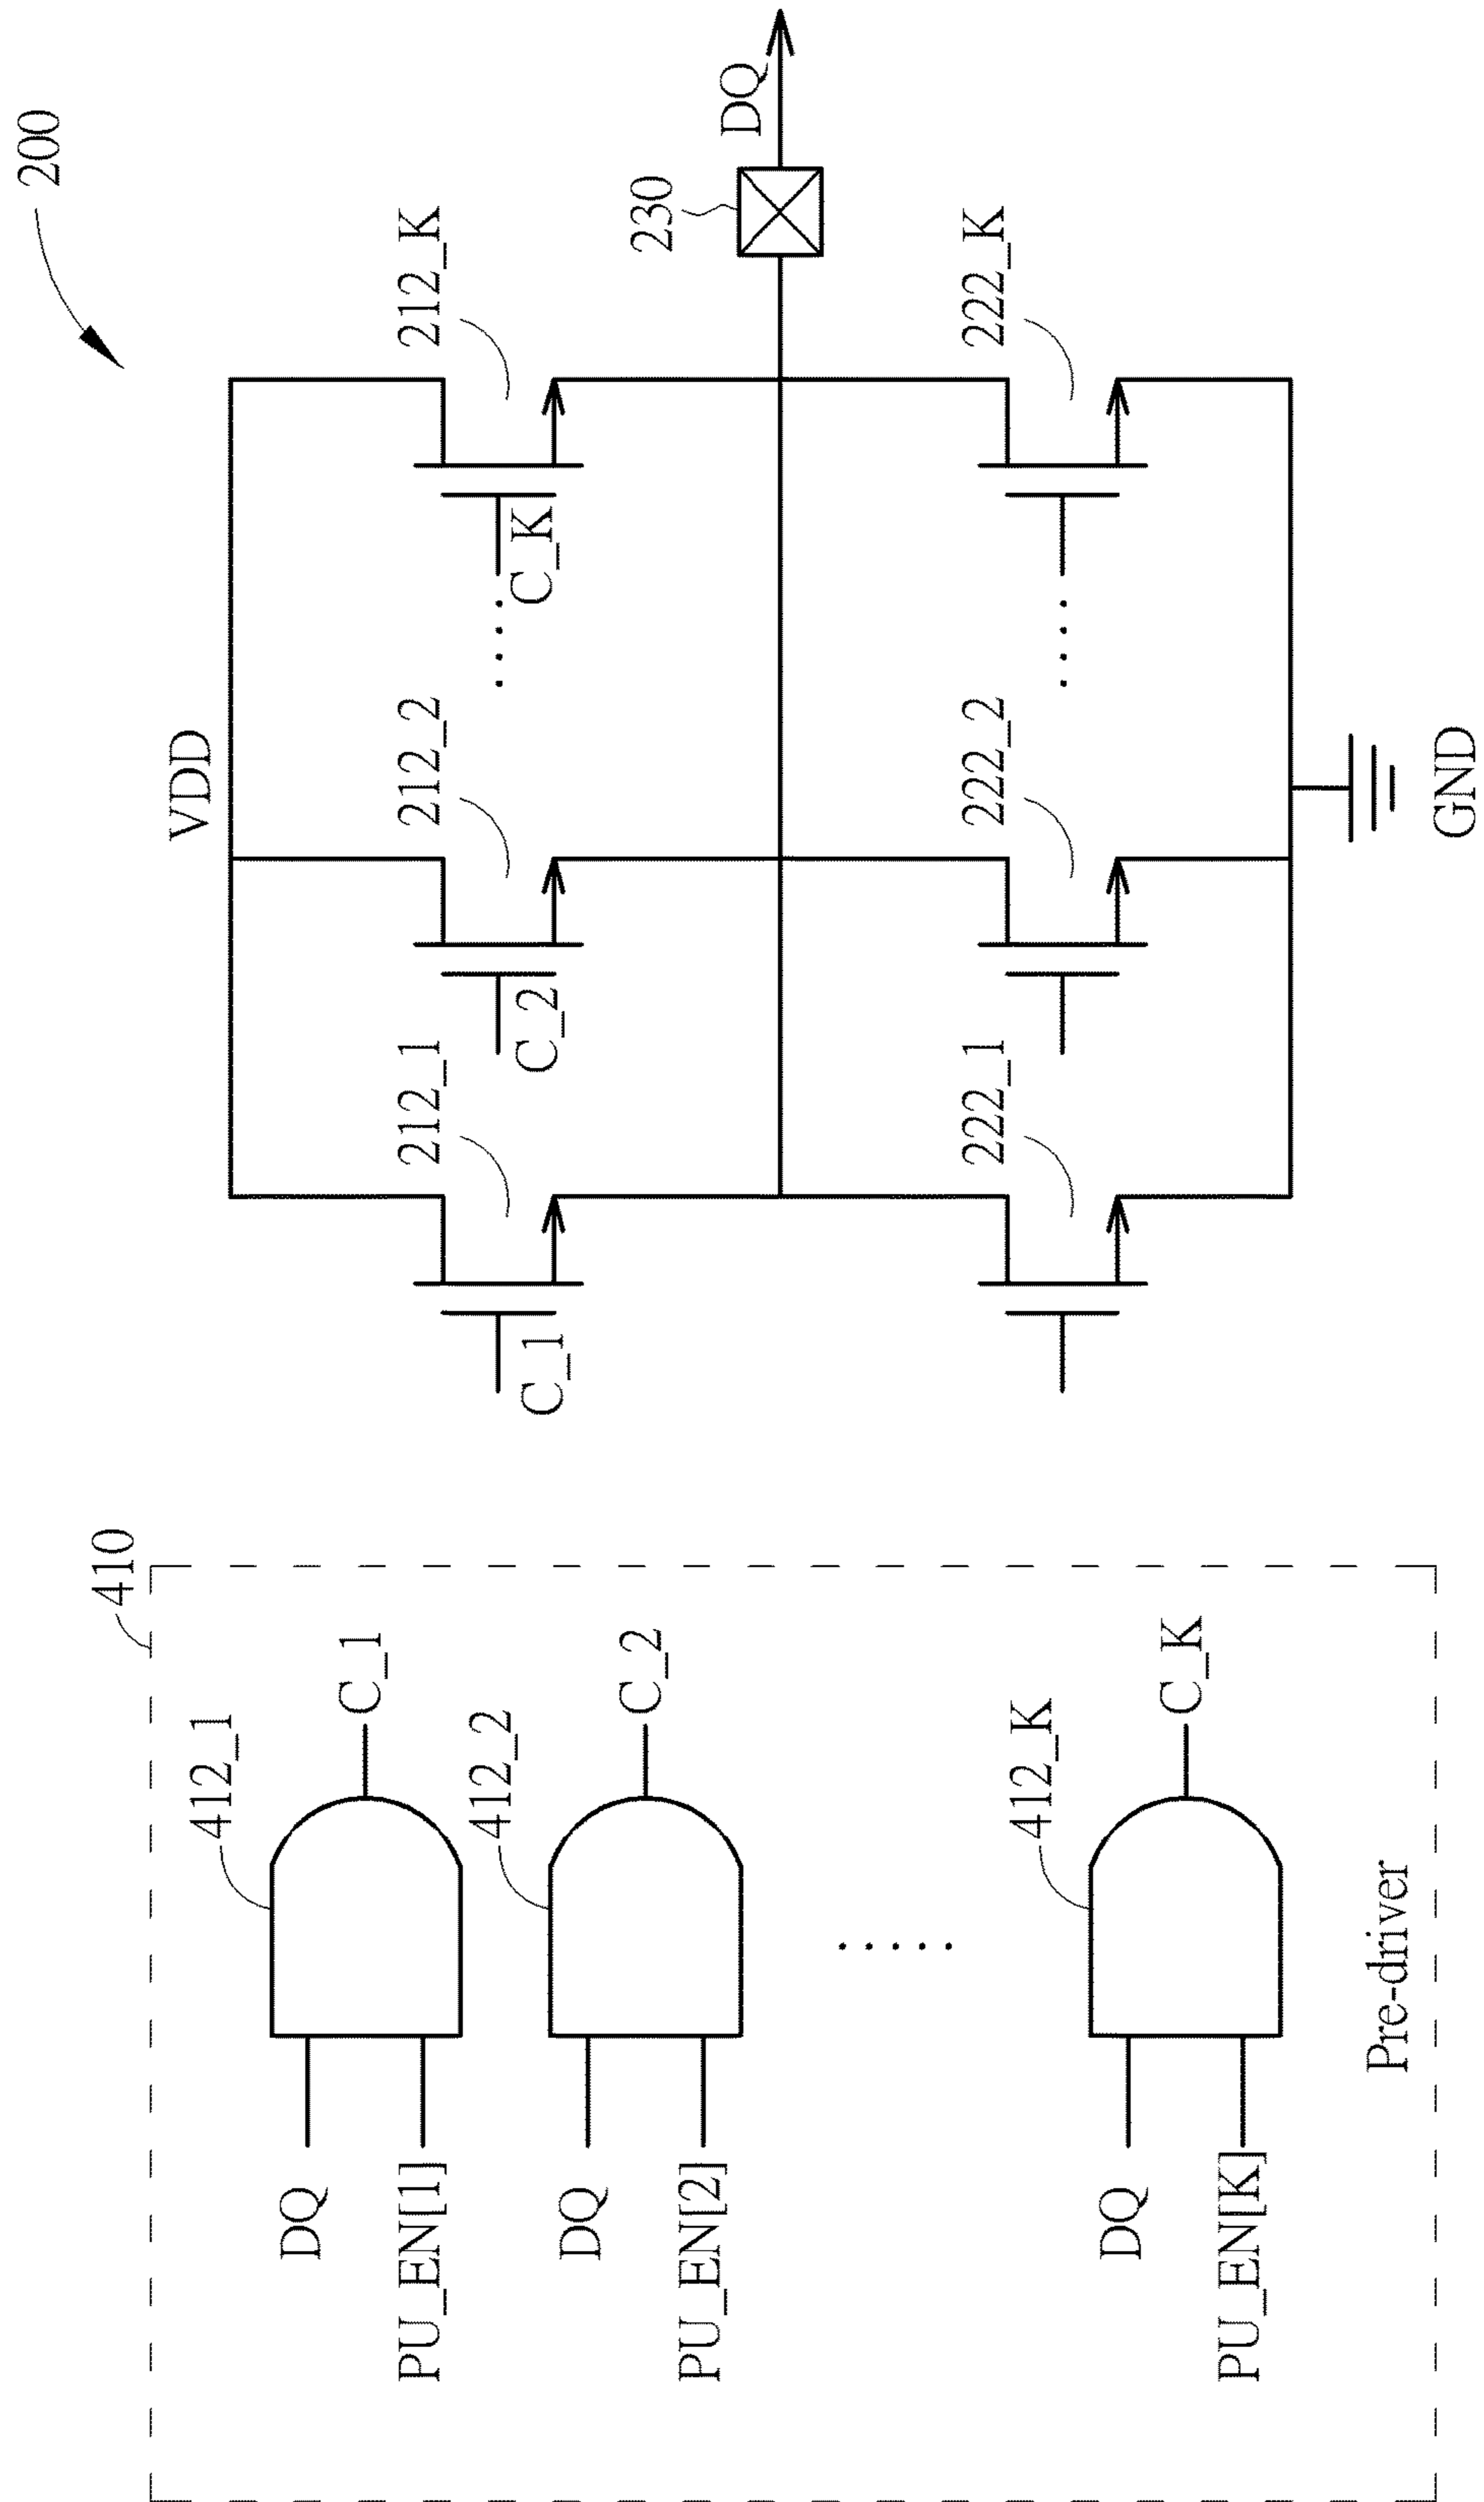 410
412_1
DQ
PU_EN[1]
C_1
412_2
DQ
PU_EN[2]
C_2
412_K
DQ
PU_EN[K]
C_K
Pre-driver
200
VDD
212_1
212_2
212_K
C_1
C_2
C_K
230
DQ
222_1
222_2
222_K
GND